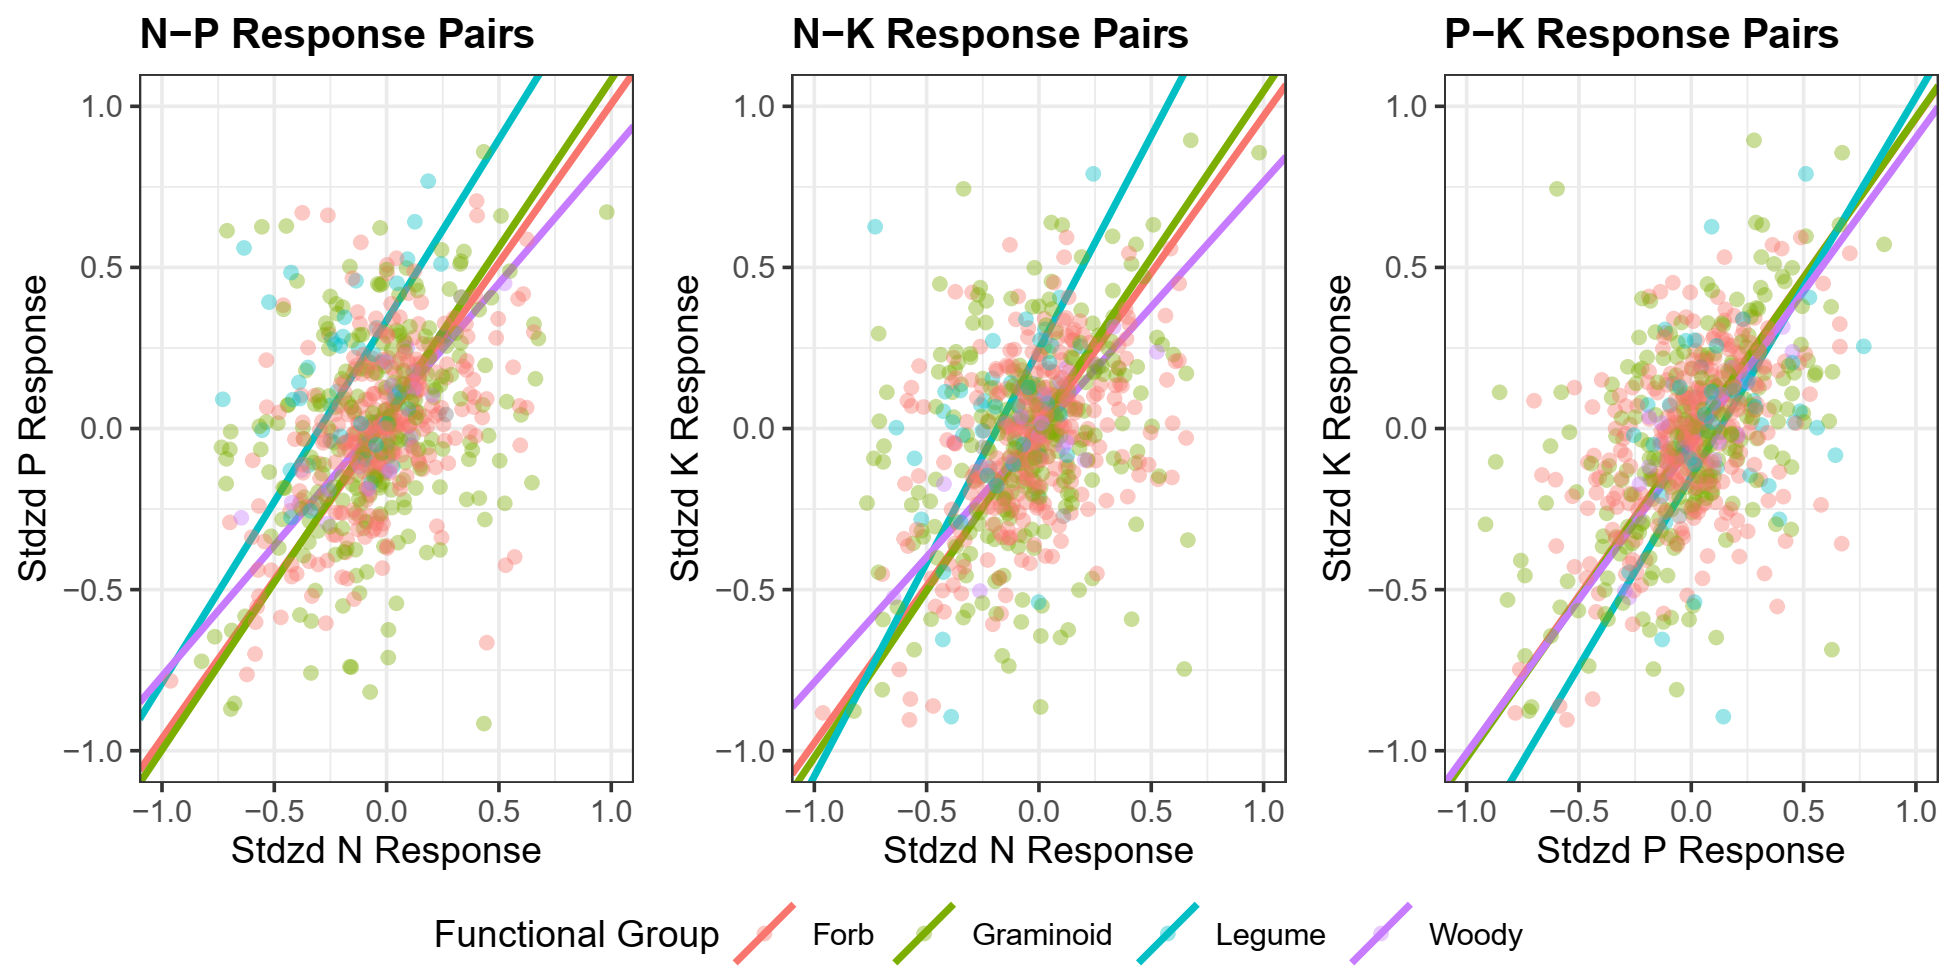 N−P Response Pairs
N−K Response Pairs
P−K Response Pairs
Stdzd P Response
1.0
0.5
0.0
−0.5
−1.0
−1.0 −0.5 0.0 0.5 1.0
Stdzd N Response
Stdzd K Response
1.0
0.5
0.0
−0.5
−1.0
−1.0 −0.5 0.0 0.5 1.0
Stdzd N Response
Stdzd K Response
1.0
0.5
0.0
−0.5
−1.0
−1.0 −0.5 0.0 0.5 1.0
Stdzd P Response
Functional Group Forb Graminoid Legume Woody